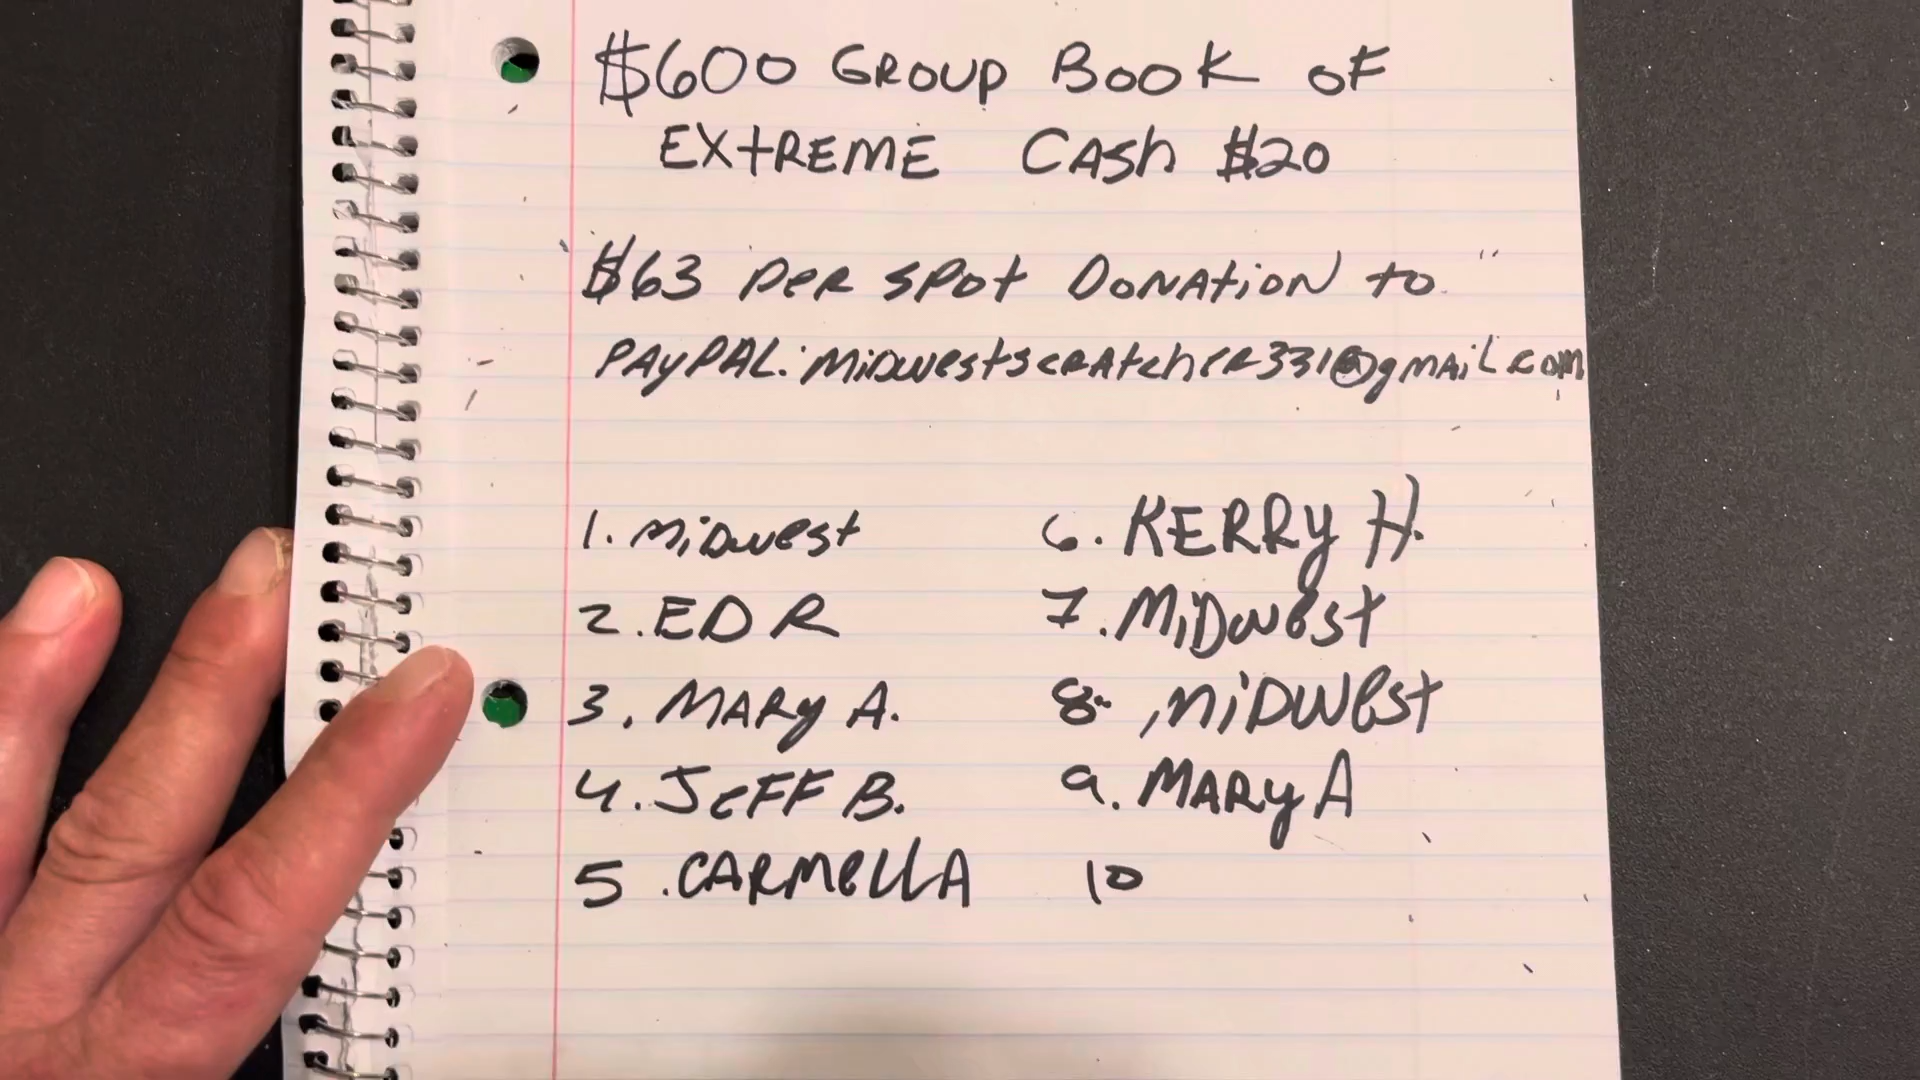 $600 GROUP BOOK OF
EXTREME CASH $20
$63 PER SPOT DONATION to
PAYPAL: MIDWESTSCRATCHER331@gmail.com
1. MIDWEST
2. ED R
3. MARY A.
4. JEFF B.
5. CARMELLA
6. KERRY H.
7. MIDWEST
8. MIDWEST
9. MARY A
10